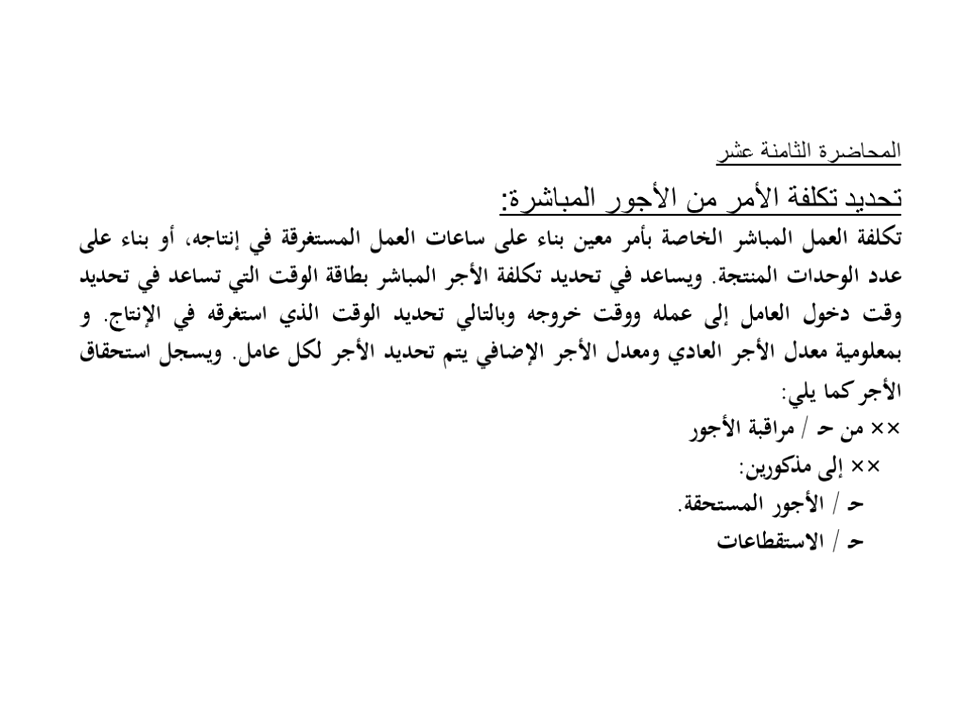 المحاضرة الثامنة عشر
تحديد تكلفة الأمر من الأجور المباشرة:
تكلفة العمل المباشر الخاصة بأمر معين بناء على ساعات العمل المستغرقة في إنتاجه، أو بناء على
عدد الوحدات المنتجة. ويساعد في تحديد تكلفة الأجر المباشر بطاقة الوقت التي تساعد في تحديد
وقت دخول العامل إلى عمله ووقت خروجه وبالتالي تحديد الوقت الذي استغرقه في الإنتاج. و
بمعلومية معدل الأجر العادي ومعدل الأجر الإضافي يتم تحديد الأجر لكل عامل. ويسجل استحقاق
الأجر كما يلي:
×× من حـ / مراقبة الأجور
×× إلى مذكورين:
حـ / الأجور المستحقة.
حـ / الاستقطاعات